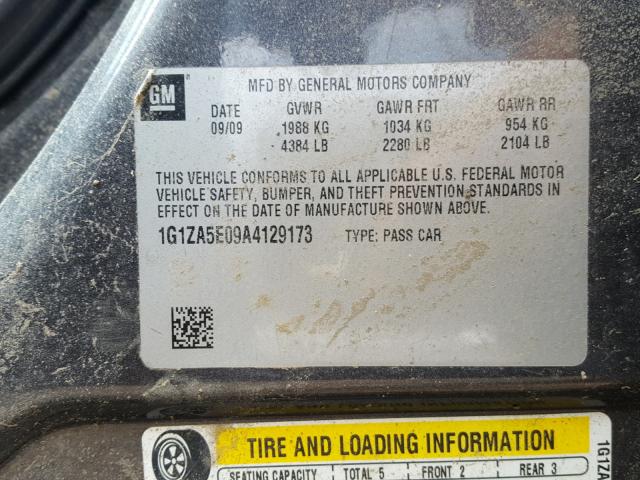 GM
MFD BY GENERAL MOTORS COMPANY
DATE GVWR GAWR FRT GAWR RR
09/09 1988 KG 1034 KG 954 KG
4384 LB 2280 LB 2104 LB
THIS VEHICLE CONFORMS TO ALL APPLICABLE U.S. FEDERAL MOTOR
VEHICLE SAFETY, BUMPER, AND THEFT PREVENTION STANDARDS IN
EFFECT ON THE DATE OF MANUFACTURE SHOWN ABOVE.
1G1ZA5E09A4129173 TYPE: PASS CAR
TIRE AND LOADING INFORMATION
SEATING CAPACITY TOTAL 5 FRONT 2 REAR 3
1G1ZA